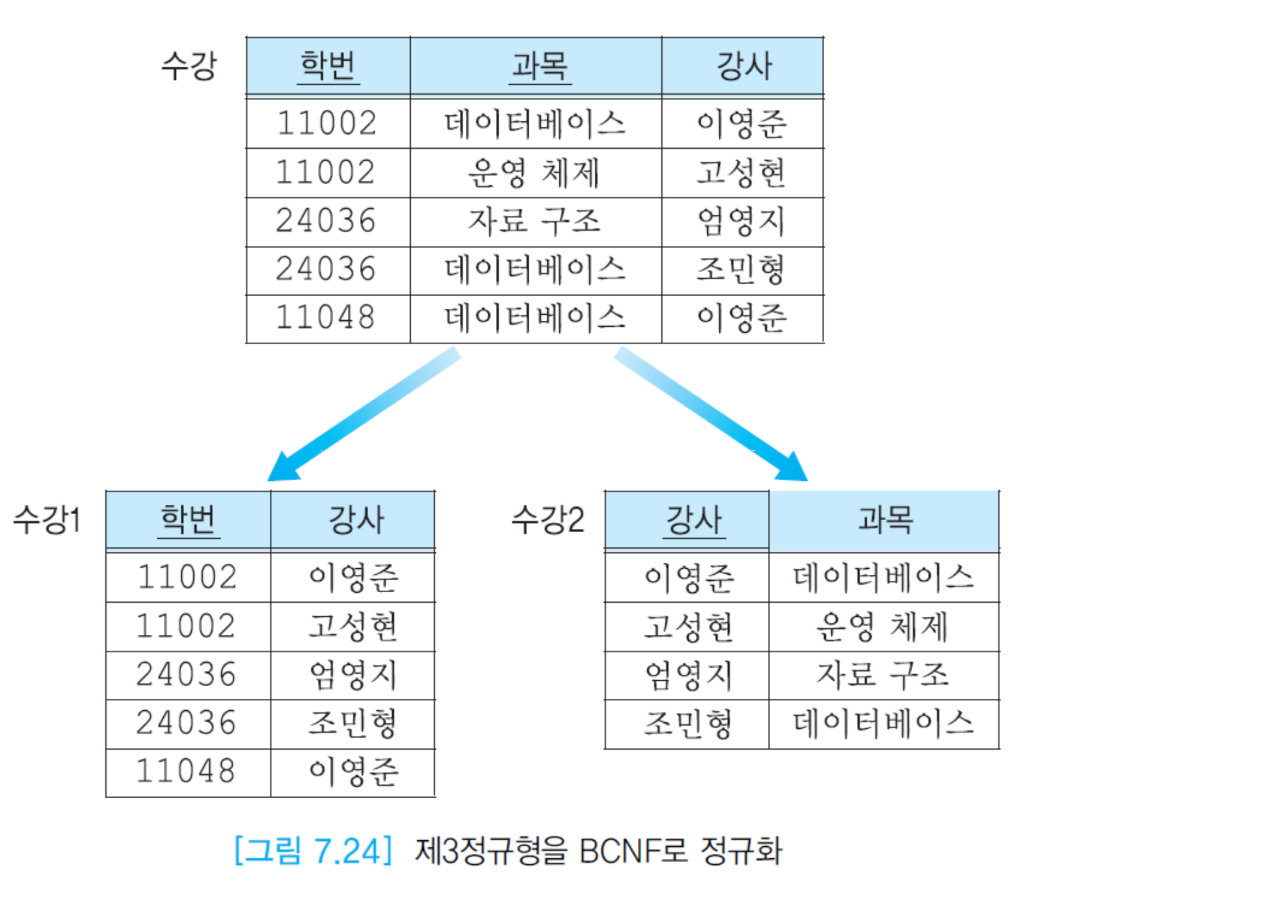 수강 학번 과목 강사
11002 데이터베이스 이영준
11002 운영 체제 고성현
24036 자료 구조 엄영지
24036 데이터베이스 조민형
11048 데이터베이스 이영준
수강1 학번 강사
11002 이영준
11002 고성현
24036 엄영지
24036 조민형
11048 이영준
수강2 강사 과목
이영준 데이터베이스
고성현 운영 체제
엄영지 자료 구조
조민형 데이터베이스
[그림 7.24] 제3정규형을 BCNF로 정규화